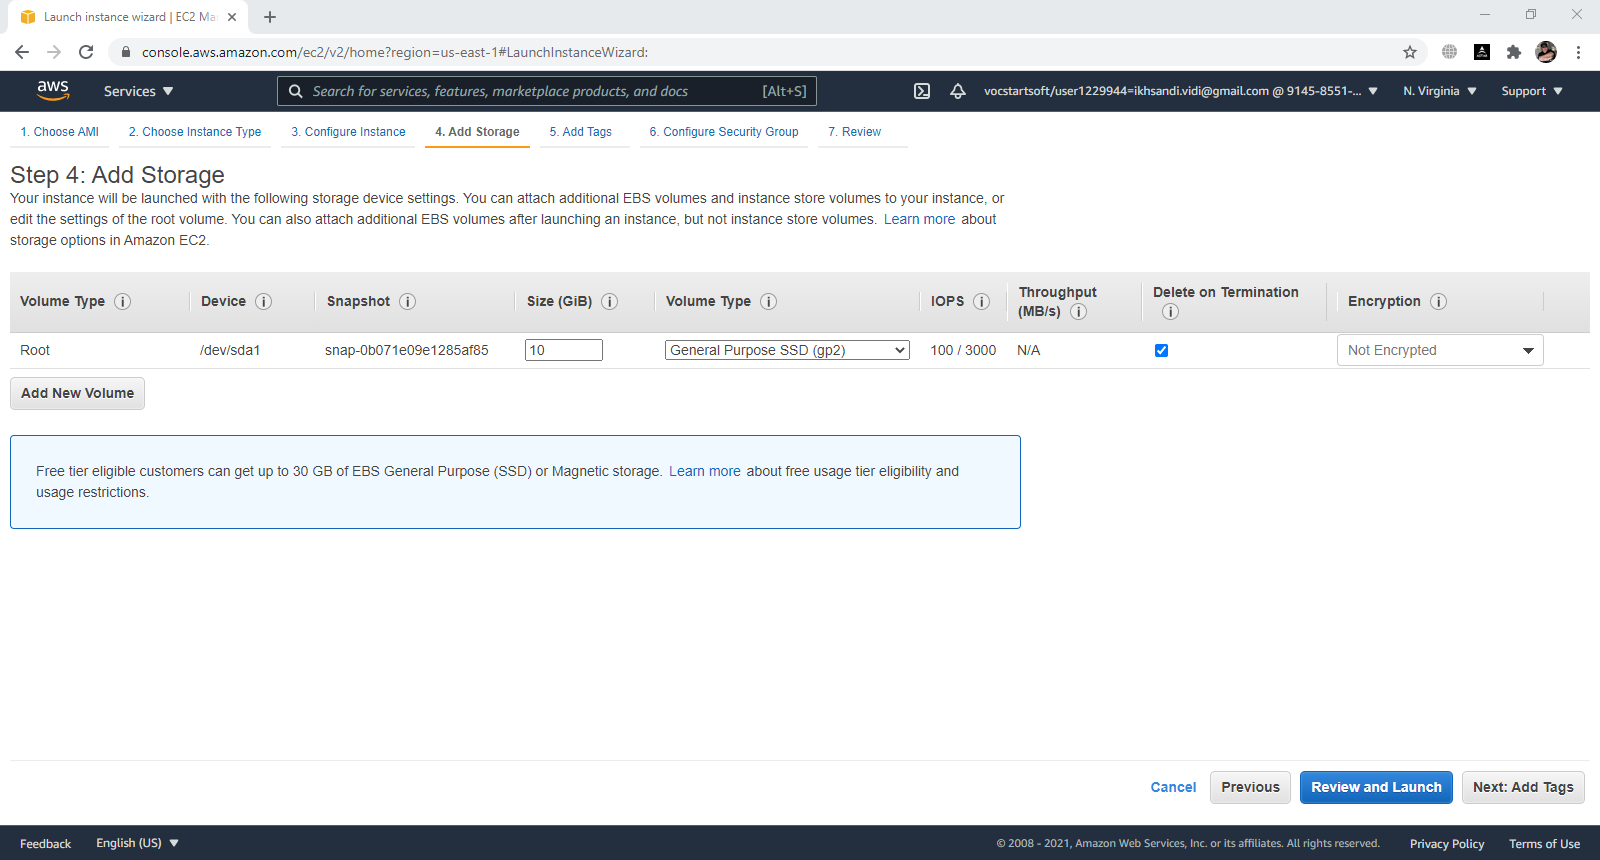 Launch instance wizard | EC2 Ma
console.aws.amazon.com/ec2/v2/home?region=us-east-1#LaunchInstanceWizard:
aws Services Search for services, features, marketplace products, and docs [Alt+S] vocstartsoft/user1229944=ikhsandi.vidi@gmail.com @ 9145-8551-... N. Virginia Support
1. Choose AMI 2. Choose Instance Type 3. Configure Instance 4. Add Storage 5. Add Tags 6. Configure Security Group 7. Review
Step 4: Add Storage
Your instance will be launched with the following storage device settings. You can attach additional EBS volumes and instance store volumes to your instance, or
edit the settings of the root volume. You can also attach additional EBS volumes after launching an instance, but not instance store volumes. Learn more about
storage options in Amazon EC2.
Volume Type Device Snapshot Size (GiB) Volume Type IOPS Throughput (MB/s) Delete on Termination Encryption
Root /dev/sda1 snap-0b071e09e1285af85 10 General Purpose SSD (gp2) 100 / 3000 N/A Not Encrypted
Add New Volume
Free tier eligible customers can get up to 30 GB of EBS General Purpose (SSD) or Magnetic storage. Learn more about free usage tier eligibility and
usage restrictions.
Cancel Previous Review and Launch Next: Add Tags
Feedback English (US) © 2008 - 2021, Amazon Web Services, Inc. or its affiliates. All rights reserved. Privacy Policy Terms of Use